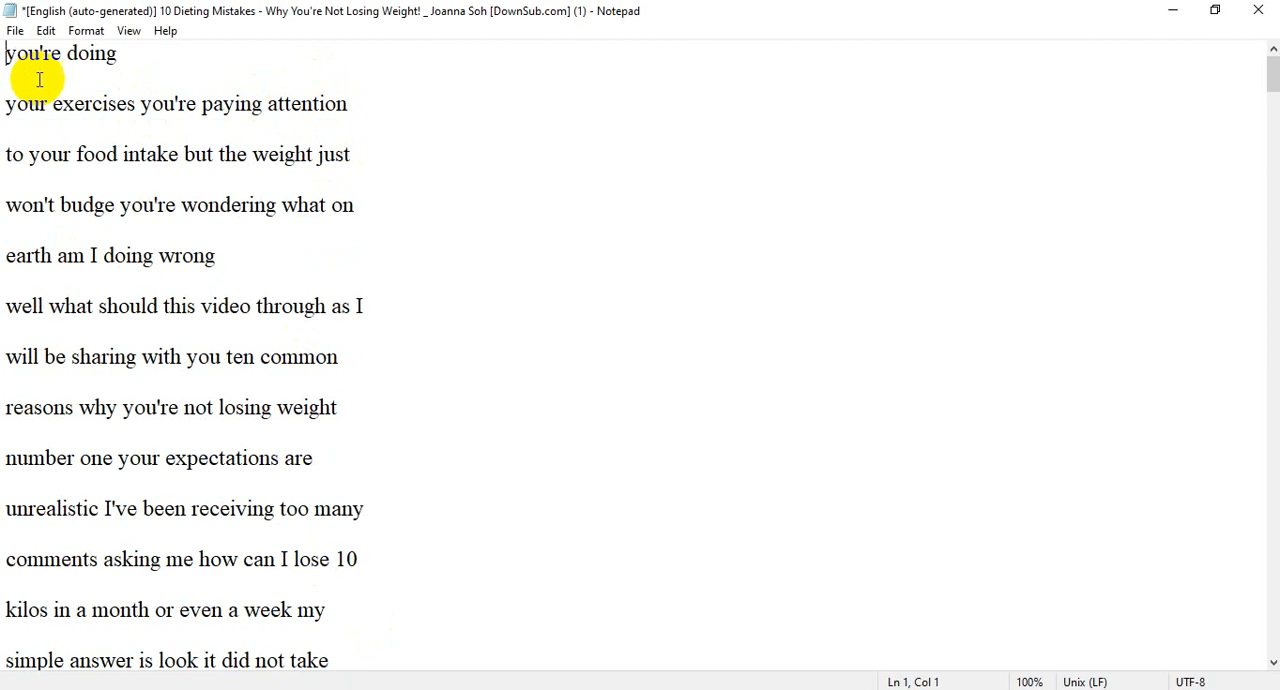 *[English (auto-generated)] 10 Dieting Mistakes - Why You're Not Losing Weight! _ Joanna Soh [DownSub.com] (1) - Notepad
File Edit Format View Help
you're doing
your exercises you're paying attention
to your food intake but the weight just
won't budge you're wondering what on
earth am I doing wrong
well what should this video through as I
will be sharing with you ten common
reasons why you're not losing weight
number one your expectations are
unrealistic I've been receiving too many
comments asking me how can I lose 10
kilos in a month or even a week my
simple answer is look it did not take
Ln 1, Col 1 100% Unix (LF) UTF-8